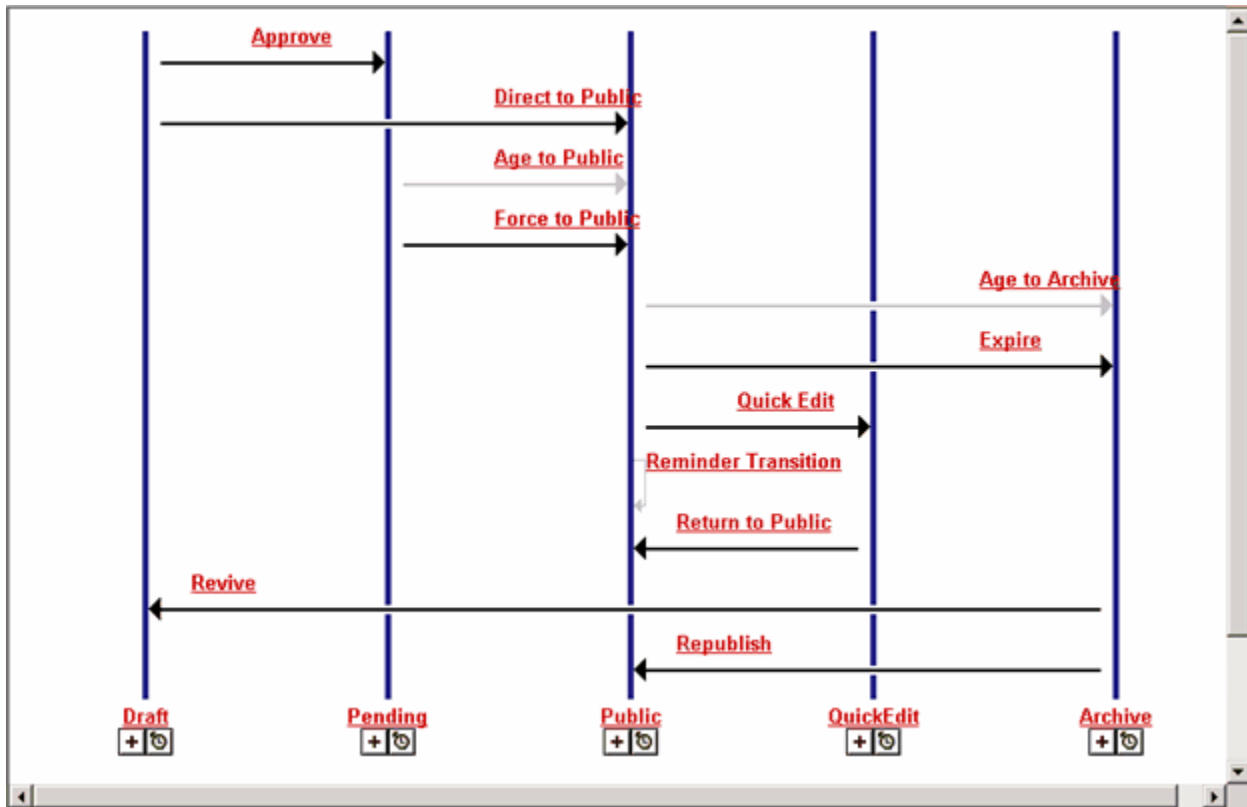 Approve
Direct to Public
Age to Public
Force to Public
Age to Archive
Expire
Quick Edit
Reminder Transition
Return to Public
Revive
Republish
Draft Pending Public QuickEdit Archive